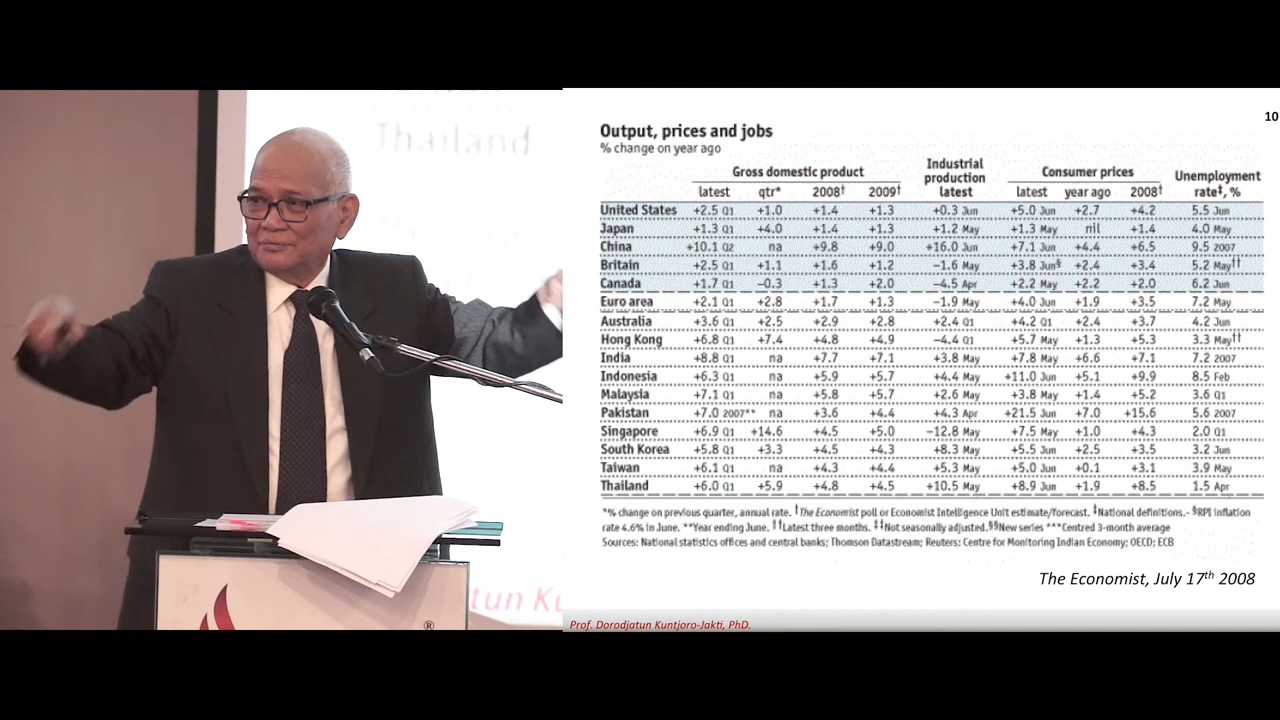 Thailand
10
Output, prices and jobs
% change on year ago
Gross domestic product Industrial production latest Consumer prices Unemployment rate‡, %
latest qtr* 2008† 2009† latest year ago 2008†
United States +2.5 Q1 +1.0 +1.4 +1.3 +0.3 Jun +5.0 Jun +2.7 +4.2 5.5 Jun
Japan +1.3 Q1 +4.0 +1.4 +1.3 +1.2 May +1.3 May nil +1.4 4.0 May
China +10.1 Q2 na +9.8 +9.0 +16.0 Jun +7.1 Jun +4.4 +6.5 9.5 2007
Britain +2.5 Q1 +1.1 +1.6 +1.2 −1.6 May +3.8 Jun§ +2.4 +3.4 5.2 May††
Canada +1.7 Q1 −0.3 +1.3 +2.0 −4.5 Apr +2.2 May +2.2 +2.0 6.2 Jun
Euro area +2.1 Q1 +2.8 +1.7 +1.3 −1.9 May +4.0 Jun +1.9 +3.5 7.2 May
Australia +3.6 Q1 +2.5 +2.9 +2.8 +2.4 Q1 +4.2 Q1 +2.4 +3.7 4.2 Jun
Hong Kong +6.8 Q1 +7.4 +4.8 +4.9 −4.4 Q1 +5.7 May +1.3 +5.3 3.3 May††
India +8.8 Q1 na +7.7 +7.1 +3.8 May +7.8 May +6.6 +7.1 7.2 2007
Indonesia +6.3 Q1 na +5.9 +5.7 +4.4 May +11.0 Jun +5.1 +9.9 8.5 Feb
Malaysia +7.1 Q1 na +5.8 +5.7 +2.6 May +3.8 May +1.4 +5.2 3.6 Q1
Pakistan +7.0 2007** na +3.6 +4.4 +4.3 Apr +21.5 Jun +7.0 +15.6 5.6 2007
Singapore +6.9 Q1 +14.6 +4.5 +5.0 −12.8 May +7.5 May +1.0 +4.3 2.0 Q1
South Korea +5.8 Q1 +3.3 +4.5 +4.3 +8.3 May +5.5 Jun +2.5 +3.5 3.2 Jun
Taiwan +6.1 Q1 na +4.3 +4.4 +5.3 May +5.0 Jun +0.1 +3.1 3.9 May
Thailand +6.0 Q1 +5.9 +4.8 +4.5 +10.5 May +8.9 Jun +1.9 +8.5 1.5 Apr
*% change on previous quarter, annual rate. †The Economist poll or Economist Intelligence Unit estimate/forecast. ‡National definitions.- §RPI inflation
rate 4.6% in June. **Year ending June. ††Latest three months. ‡‡Not seasonally adjusted.§§New series ***Centred 3-month average
Sources: National statistics offices and central banks; Thomson Datastream; Reuters; Centre for Monitoring Indian Economy; OECD; ECB
The Economist, July 17th 2008
tun Ku
®
Prof. Dorodjatun Kuntjoro-Jakti, PhD.